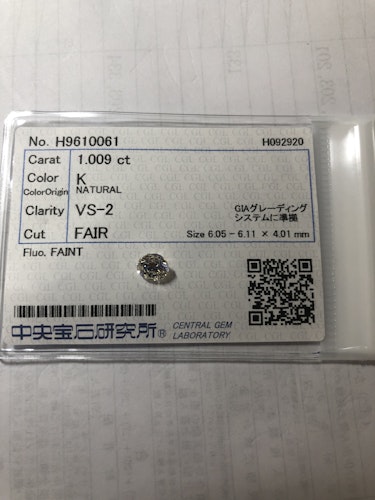 No. H9610061 H092920
Carat 1.009 ct
Color K
ColorOrigin NATURAL
Clarity VS-2 GIAグレーディング
システムに準拠
Cut FAIR Size 6.05 - 6.11 × 4.01 mm
Fluo. FAINT
中央宝石研究所® CENTRAL GEM
LABORATORY